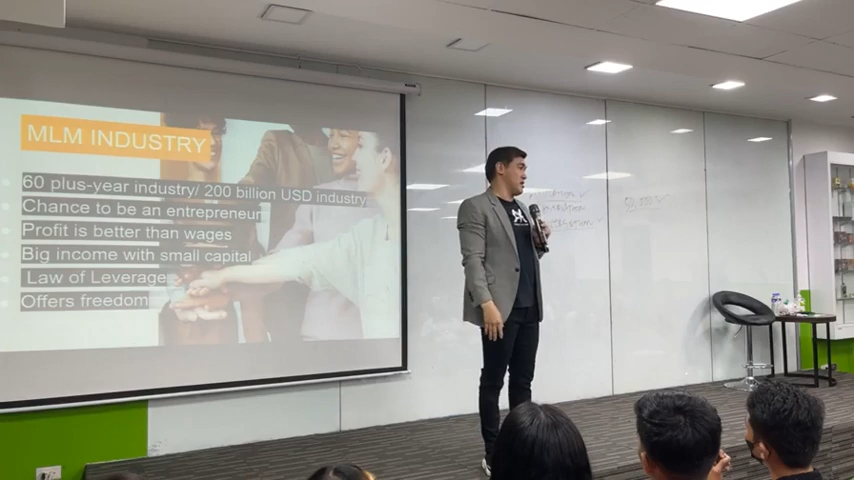 MLM INDUSTRY
60 plus-year industry/ 200 billion USD industry
Chance to be an entrepreneur
Profit is better than wages
Big income with small capital
Law of Leverage
Offers freedom